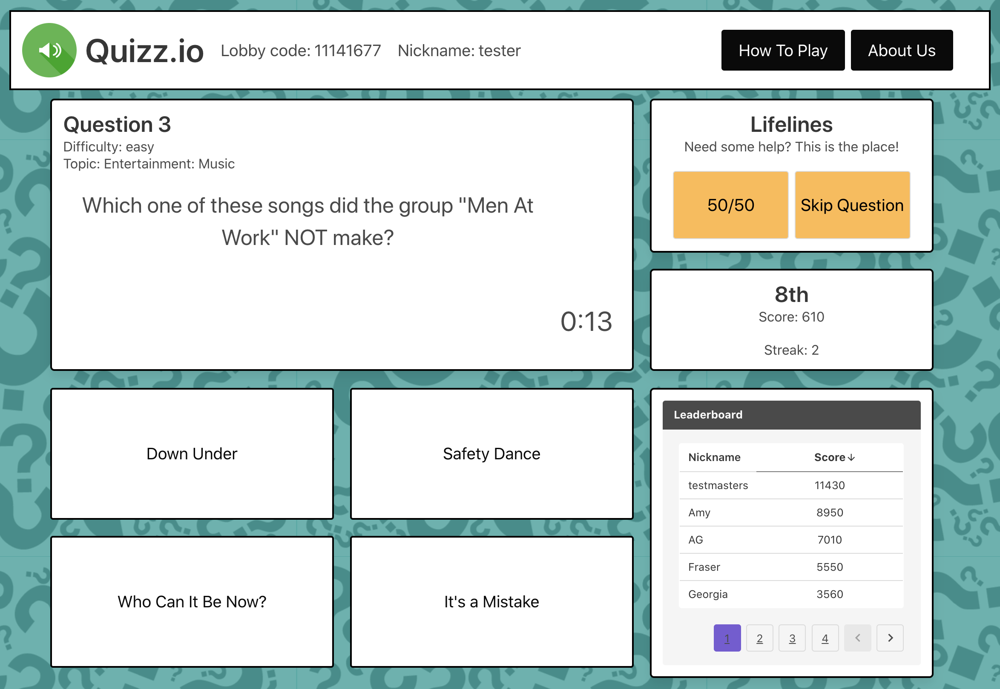 Quizz.io Lobby code: 11141677 Nickname: tester How To Play About Us
Question 3
Difficulty: easy
Topic: Entertainment: Music
Which one of these songs did the group "Men At
Work" NOT make?
0:13
Lifelines
Need some help? This is the place!
50/50 Skip Question
8th
Score: 610
Streak: 2
Down Under
Safety Dance
Who Can It Be Now?
It's a Mistake
Leaderboard
Nickname Score↓
testmasters 11430
Amy 8950
AG 7010
Fraser 5550
Georgia 3560
1 2 3 4